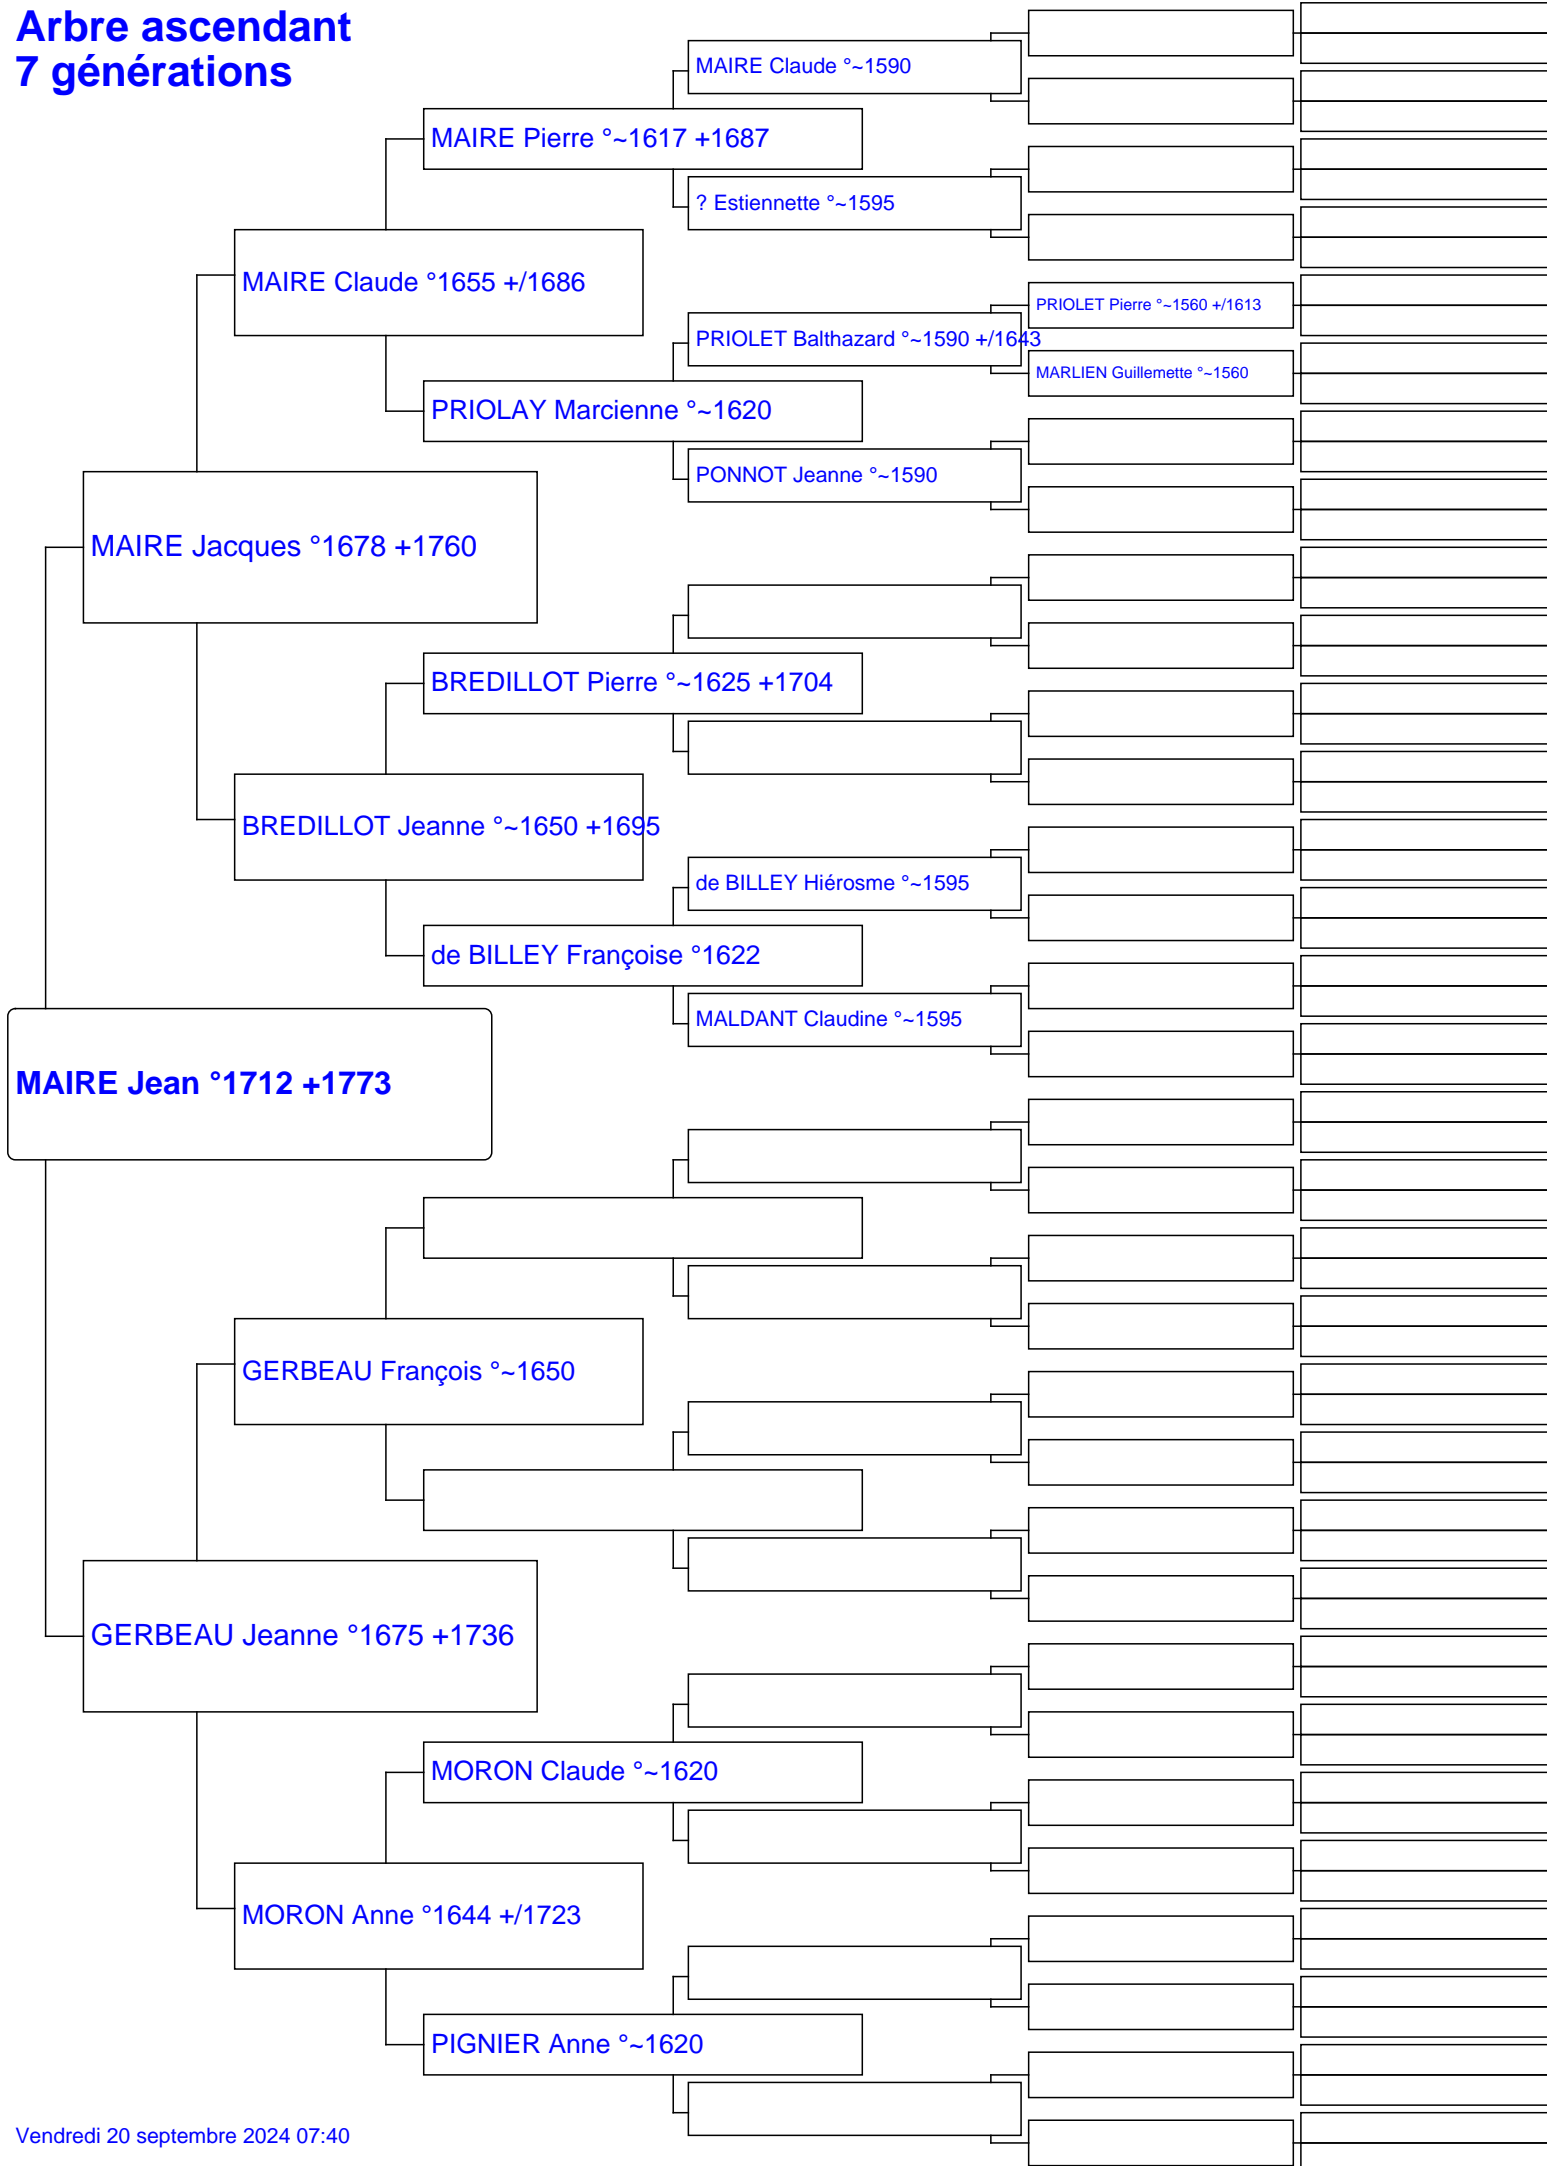 Arbre ascendant
7 générations
MAIRE Claude °~1590
MAIRE Pierre °~1617 +1687
? Estiennette °~1595
MAIRE Claude °1655 +/1686
PRIOLET Pierre °~1560 +/1613
PRIOLET Balthazard °~1590 +/1643
MARLIEN Guillemette °~1560
PRIOLAY Marcienne °~1620
PONNOT Jeanne °~1590
MAIRE Jacques °1678 +1760
BREDILLOT Pierre °~1625 +1704
BREDILLOT Jeanne °~1650 +1695
de BILLEY Hiérosme °~1595
de BILLEY Françoise °1622
MALDANT Claudine °~1595
MAIRE Jean °1712 +1773
GERBEAU François °~1650
GERBEAU Jeanne °1675 +1736
MORON Claude °~1620
MORON Anne °1644 +/1723
PIGNIER Anne °~1620
Vendredi 20 septembre 2024 07:40